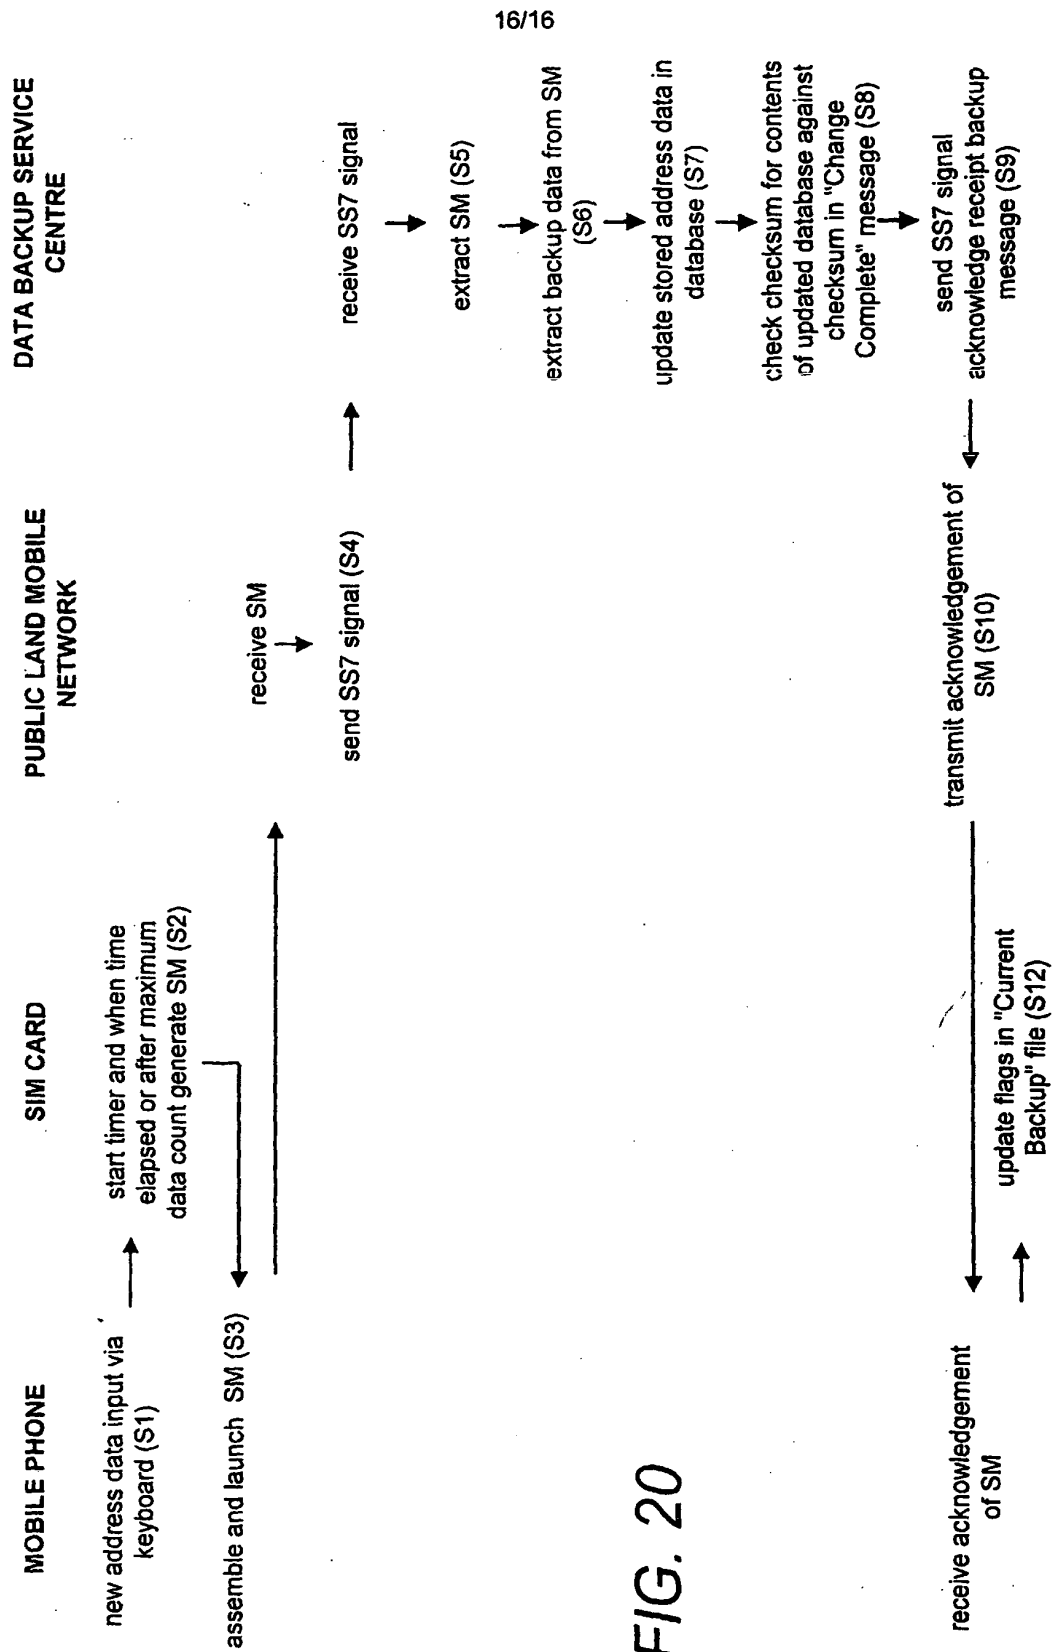 16/16
MOBILE PHONE
SIM CARD
PUBLIC LAND MOBILE
NETWORK
DATA BACKUP SERVICE
CENTRE
new address data input via
keyboard (S1)
start timer and when time
elapsed or after maximum
data count generate SM (S2)
assemble and launch SM (S3)
receive SM
send SS7 signal (S4)
receive SS7 signal
extract SM (S5)
extract backup data from SM
(S6)
update stored address data in
database (S7)
check checksum for contents
of updated database against
checksum in "Change
Complete" message (S8)
send SS7 signal
acknowledge receipt backup
message (S9)
transmit acknowledgement of
SM (S10)
receive acknowledgement
of SM
update flags in "Current
Backup" file (S12)
FIG. 20